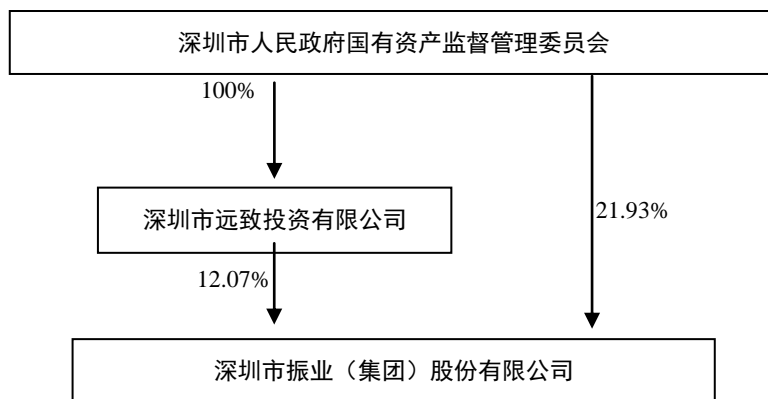 深圳市人民政府国有资产监督管理委员会
100%
深圳市远致投资有限公司
21.93%
12.07%
深圳市振业（集团）股份有限公司